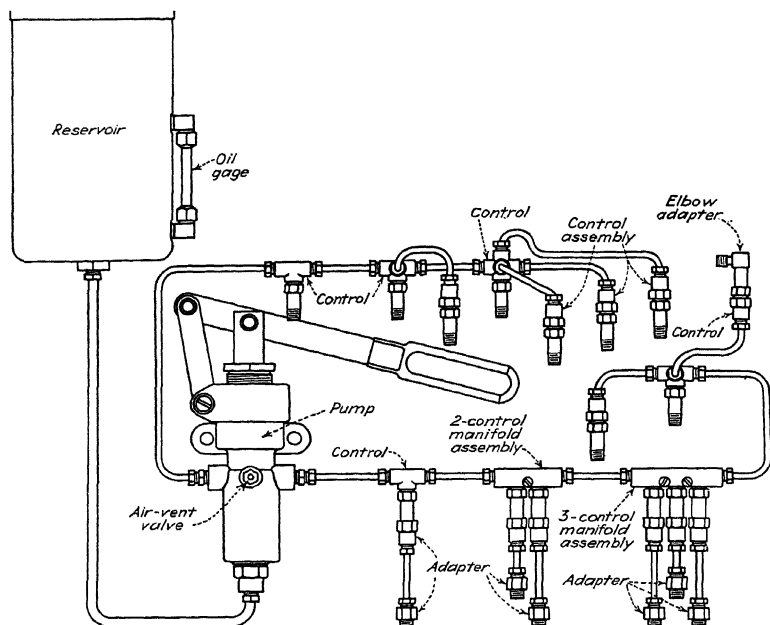 Reservoir
Oil
gage
Control
Control
assembly
Elbow
adapter
Control
Control
Pump
2-control
manifold
assembly
Control
Air-vent
valve
3-control
manifold
assembly
Adapter
Adapter